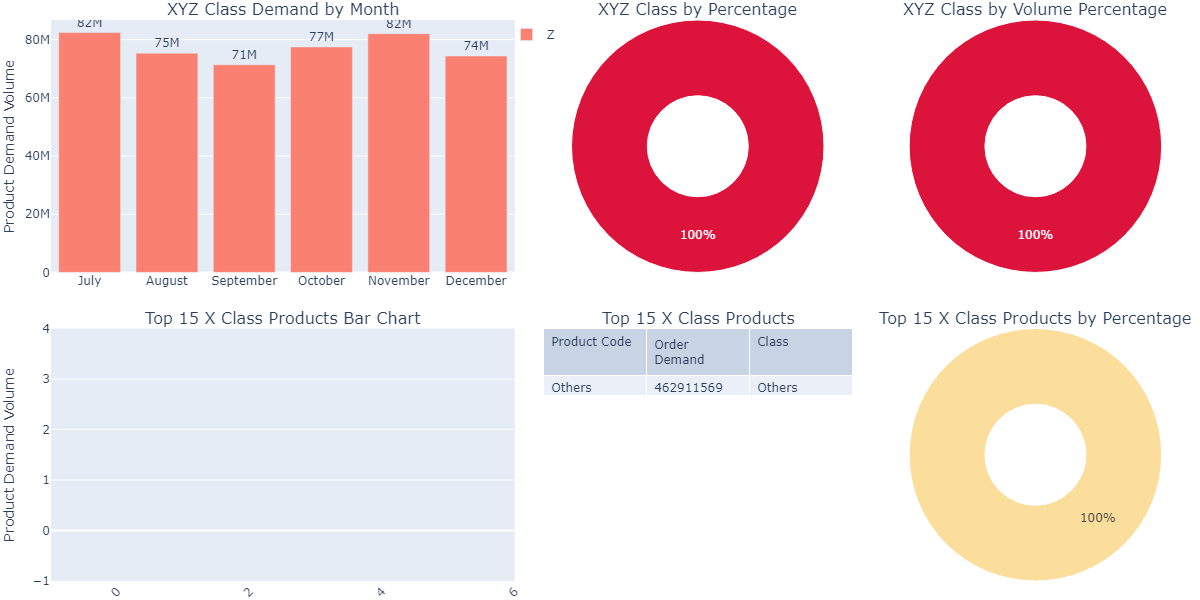 XYZ Class Demand by Month
82M
75M
71M
77M
82M
74M
80M
60M
40M
20M
0
Product Demand Volume
July
August
September
October
November
December
Z
XYZ Class by Percentage
100%
XYZ Class by Volume Percentage
100%
Top 15 X Class Products Bar Chart
4
3
2
1
0
−1
Product Demand Volume
0
2
4
6
Top 15 X Class Products
Product Code
Order
Demand
Class
Others
462911569
Others
Top 15 X Class Products by Percentage
100%